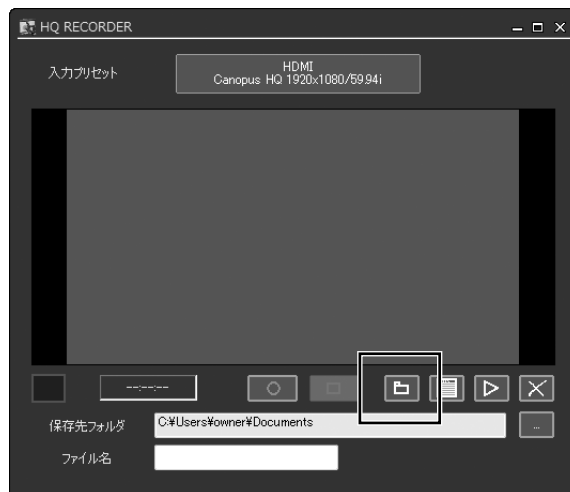 HQ RECORDER
入力プリセット
HDMI
Canopus HQ 1920x1080/59.94i
--:--:--
保存先フォルダ
C:¥Users¥owner¥Documents
...
ファイル名